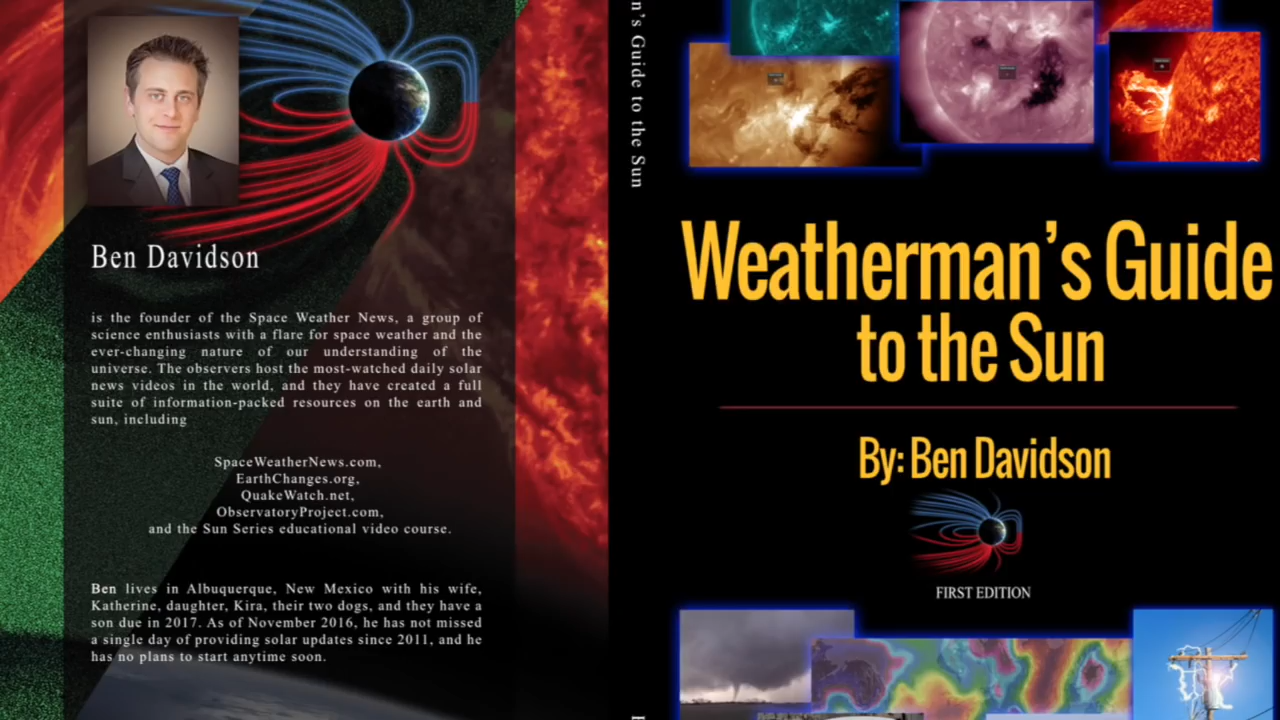 Ben Davidson
is the founder of the Space Weather News, a group of
science enthusiasts with a flare for space weather and the
ever-changing nature of our understanding of the
universe. The observers host the most-watched daily solar
news videos in the world, and they have created a full
suite of information-packed resources on the earth and
sun, including
SpaceWeatherNews.com,
EarthChanges.org,
QuakeWatch.net,
ObservatoryProject.com,
and the Sun Series educational video course.
Ben lives in Albuquerque, New Mexico with his wife,
Katherine, daughter, Kira, their two dogs, and they have a
son due in 2017. As of November 2016, he has not missed
a single day of providing solar updates since 2011, and he
has no plans to start anytime soon.
n's Guide to the Sun
Weatherman's Guide
to the Sun
By: Ben Davidson
FIRST EDITION